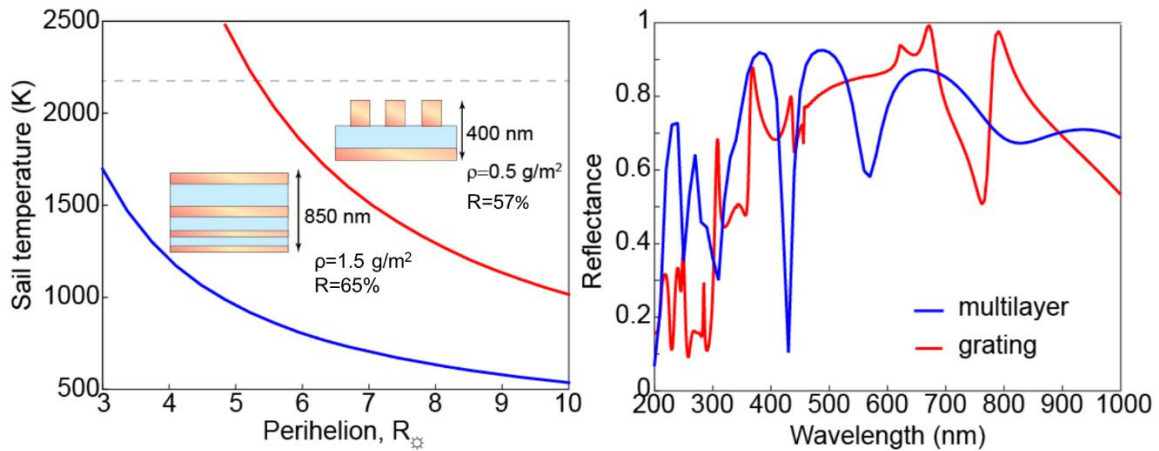 2500
2000
1500
1000
500
Sail temperature (K)
3 4 5 6 7 8 9 10
Perihelion, R☼
400 nm
ρ=0.5 g/m²
R=57%
850 nm
ρ=1.5 g/m²
R=65%
1
0.8
0.6
0.4
0.2
0
Reflectance
200 300 400 500 600 700 800 900 1000
Wavelength (nm)
multilayer
grating